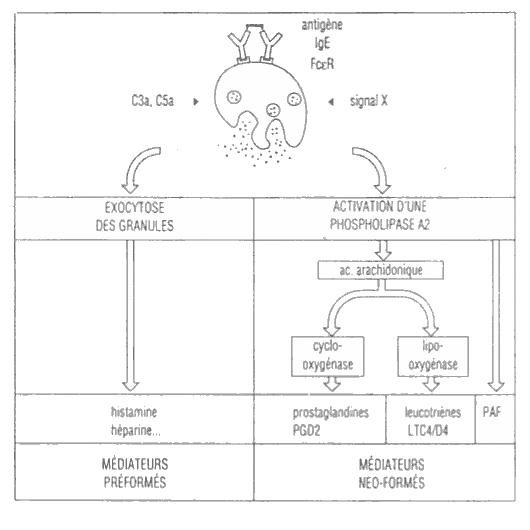 antigène
IgE
FcεR
C3a, C5a
signal X
EXOCYTOSE
DES GRANULES
ACTIVATION D'UNE
PHOSPHOLIPASE A2
ac. arachidonique
cyclo-
oxygénase
lipo-
oxygénase
histamine
héparine...
prostaglandines
PGD2
leucotriènes
LTC4/D4
PAF
MÉDIATEURS
PRÉFORMÉS
MÉDIATEURS
NEO-FORMÉS